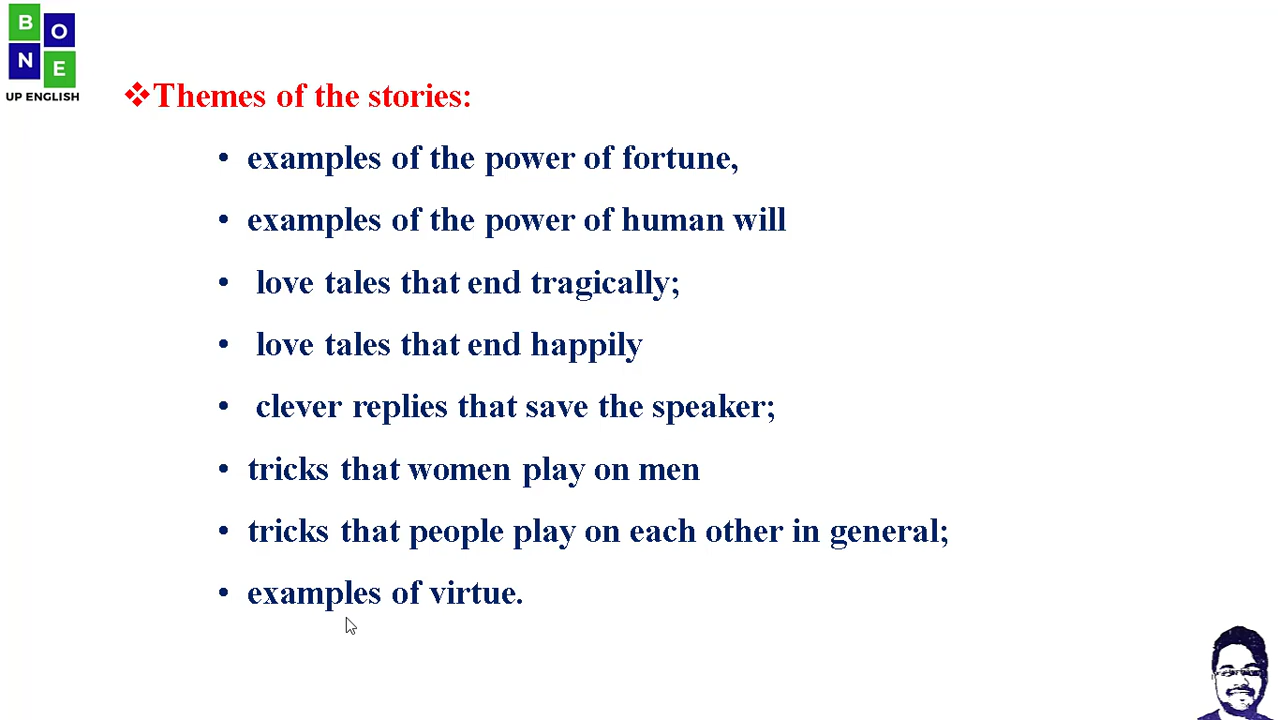 B
O
N
E
UP ENGLISH
❖Themes of the stories:
• examples of the power of fortune,
• examples of the power of human will
• love tales that end tragically;
• love tales that end happily
• clever replies that save the speaker;
• tricks that women play on men
• tricks that people play on each other in general;
• examples of virtue.